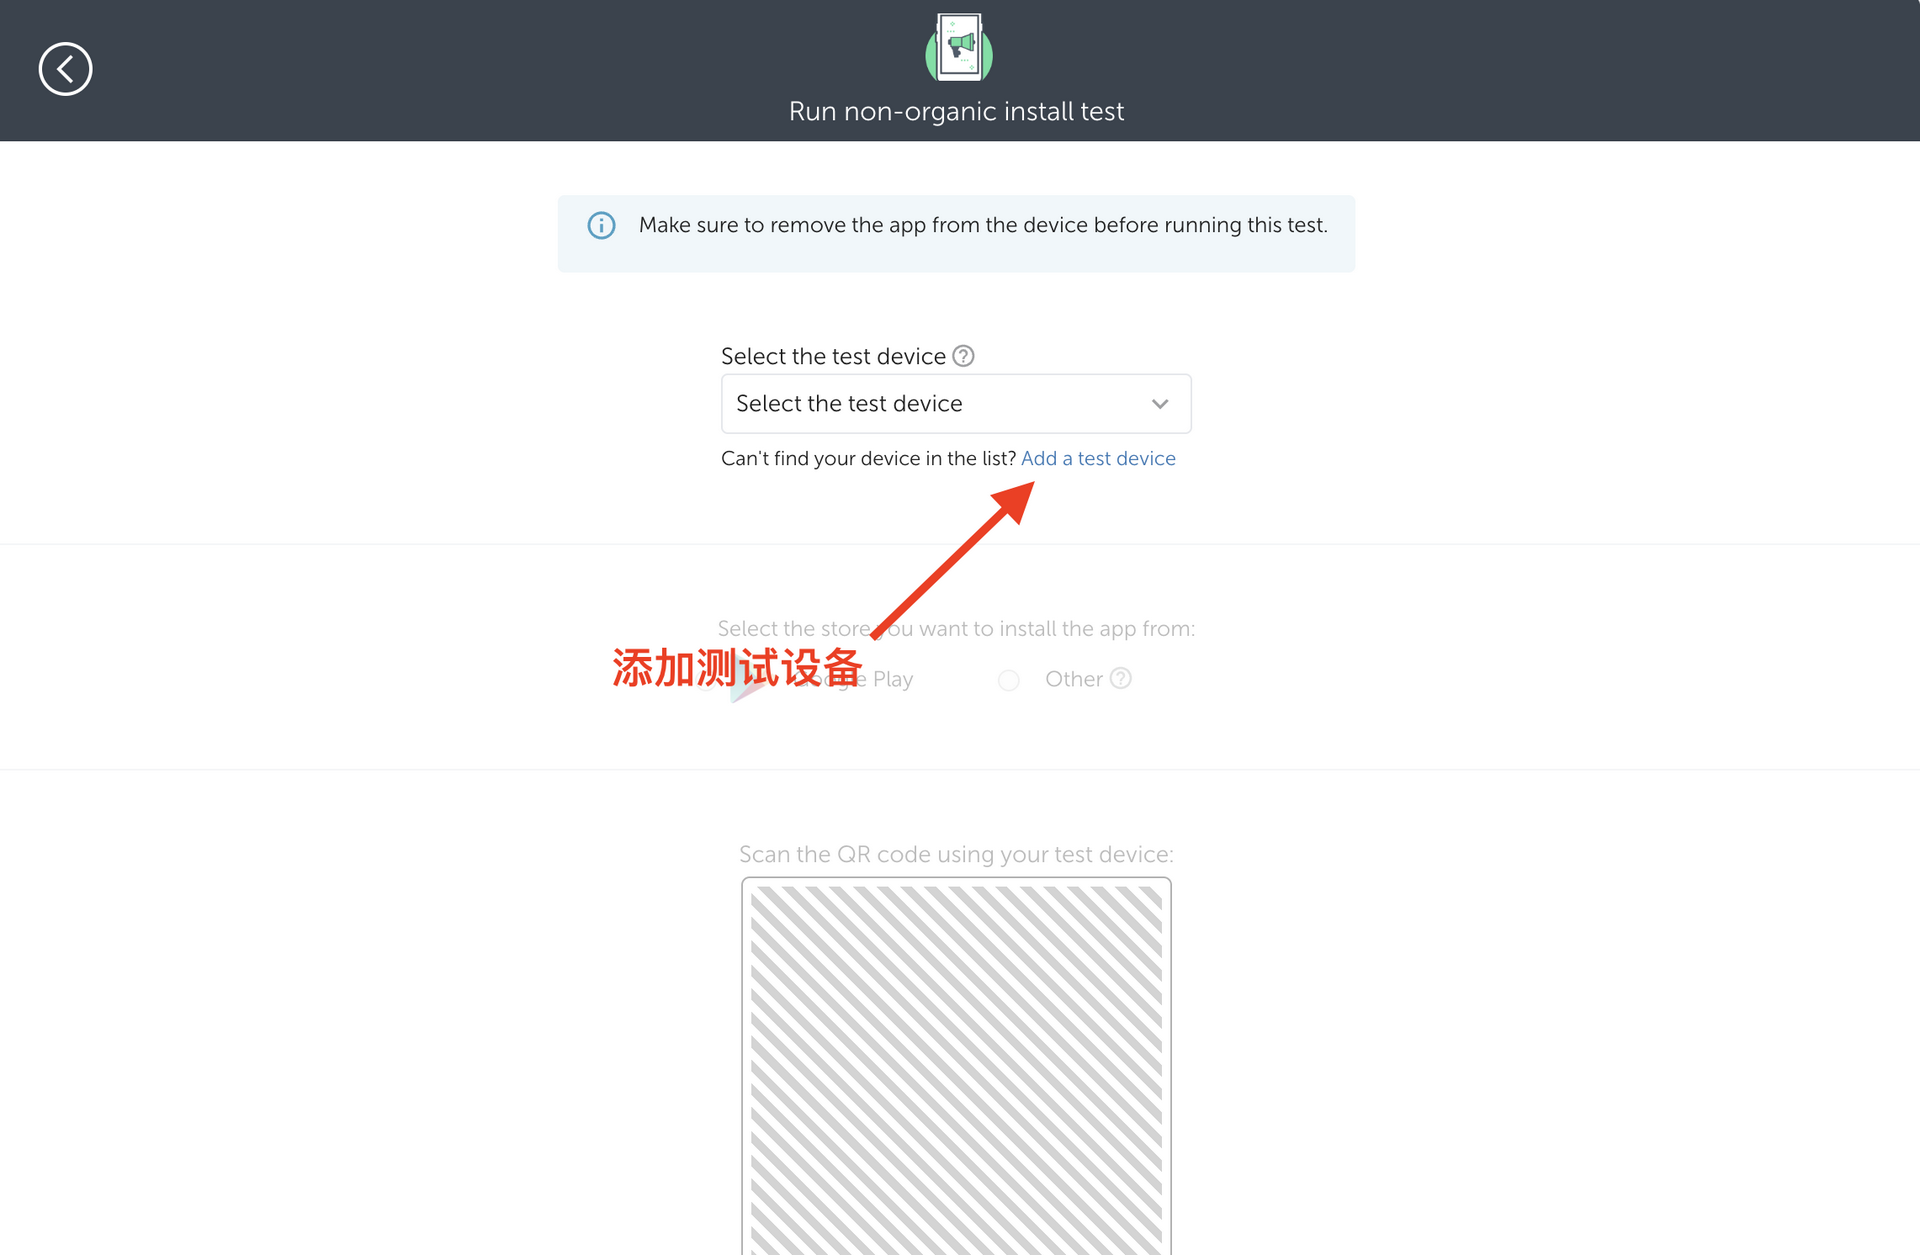 Run non-organic install test
Make sure to remove the app from the device before running this test.
Select the test device
Select the test device
Can't find your device in the list? Add a test device
Select the store you want to install the app from:
添加测试设备
Google Play
Other
Scan the QR code using your test device: